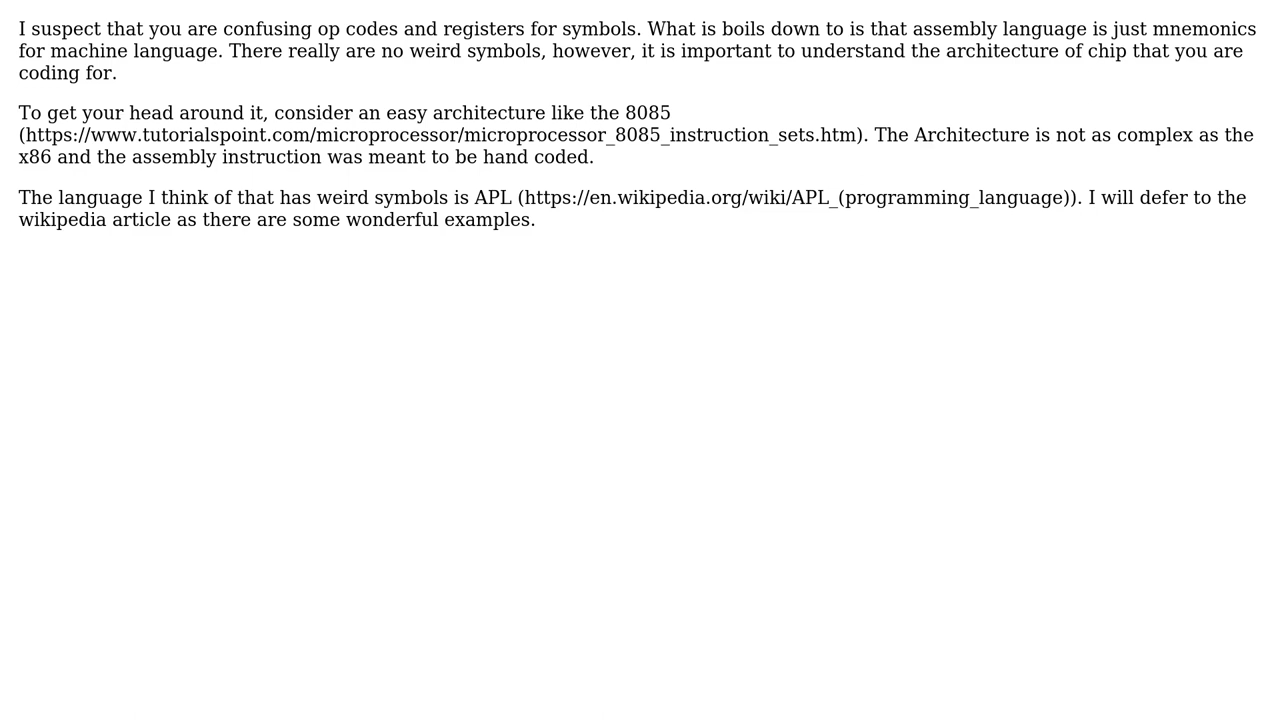 I suspect that you are confusing op codes and registers for symbols. What is boils down to is that assembly language is just mnemonics
for machine language. There really are no weird symbols, however, it is important to understand the architecture of chip that you are
coding for.
To get your head around it, consider an easy architecture like the 8085
(https://www.tutorialspoint.com/microprocessor/microprocessor_8085_instruction_sets.htm). The Architecture is not as complex as the
x86 and the assembly instruction was meant to be hand coded.
The language I think of that has weird symbols is APL (https://en.wikipedia.org/wiki/APL_(programming_language)). I will defer to the
wikipedia article as there are some wonderful examples.